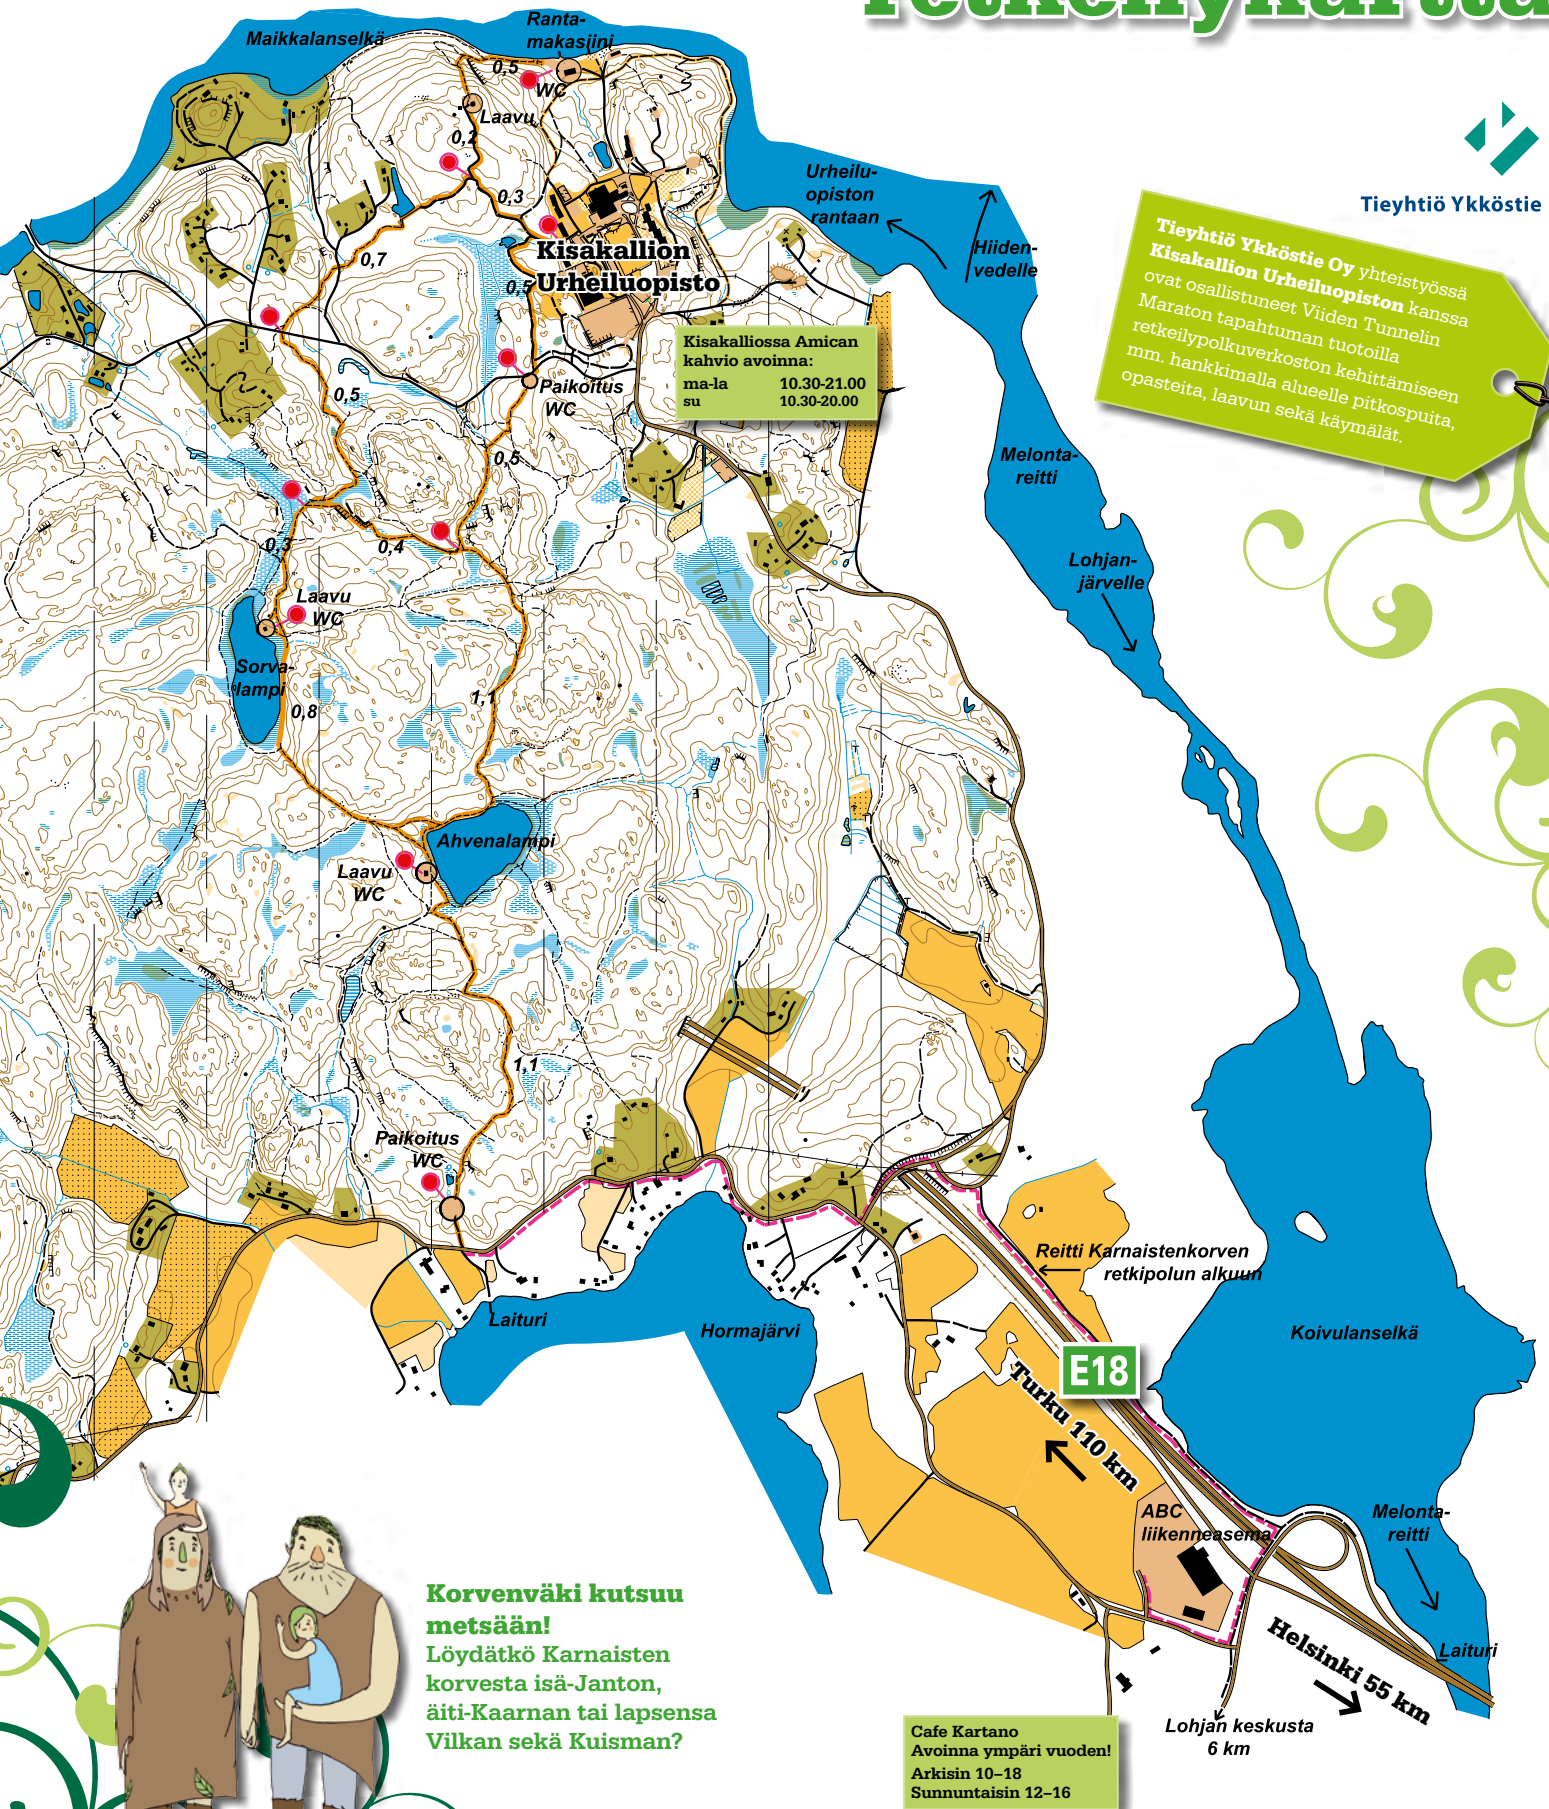 retkeilykartta
Maikkalanselkä
Ranta-
makasiini
0,5
WC
Laavu
0,2
0,3
Urheilu-
opiston
rantaan
Hiiden-
vedelle
Tieyhtiö Ykköstie
Tieyhtiö Ykköstie Oy yhteistyössä
Kisakallion Urheiluopiston kanssa
ovat osallistuneet Viiden Tunnelin
Maraton tapahtuman tuotoilla
retkeilypolkuverkoston kehittämiseen
mm. hankkimalla alueelle pitkospuita,
opasteita, laavun sekä käymälät.
0,7
Kisakallion
Urheiluopisto
0,5
Kisakalliossa Amican
kahvio avoinna:
ma-la 10.30-21.00
su 10.30-20.00
Paikoitus
WC
0,5
0,5
Melonta-
reitti
0,3
0,4
Lohjan-
järvelle
Laavu
WC
Sorva-
lampi
0,8
1,1
Ahvenalampi
Laavu
WC
1,1
Paikoitus
WC
Reitti Karnaistenkorven
retkipolun alkuun
Laituri
Hormajärvi
Koivulanselkä
E18
Turku 110 km
ABC
liikenneasema
Melonta-
reitti
Laituri
Helsinki 55 km
Lohjan keskusta
6 km
Korvenväki kutsuu
metsään!
Löydätkö Karnaisten
korvesta isä-Janton,
äiti-Kaarnan tai lapsensa
Vilkan sekä Kuisman?
Cafe Kartano
Avoinna ympäri vuoden!
Arkisin 10–18
Sunnuntaisin 12–16